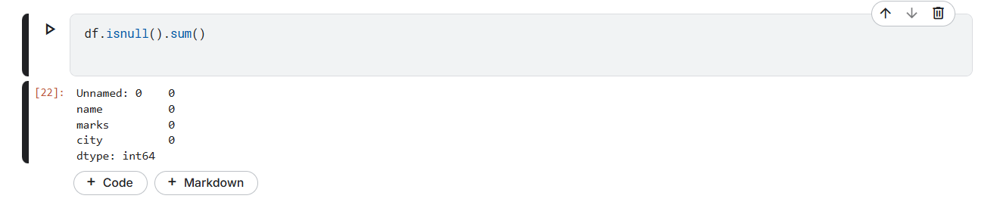 df.isnull().sum()
[22]: Unnamed: 0    0
name          0
marks         0
city          0
dtype: int64
+ Code + Markdown